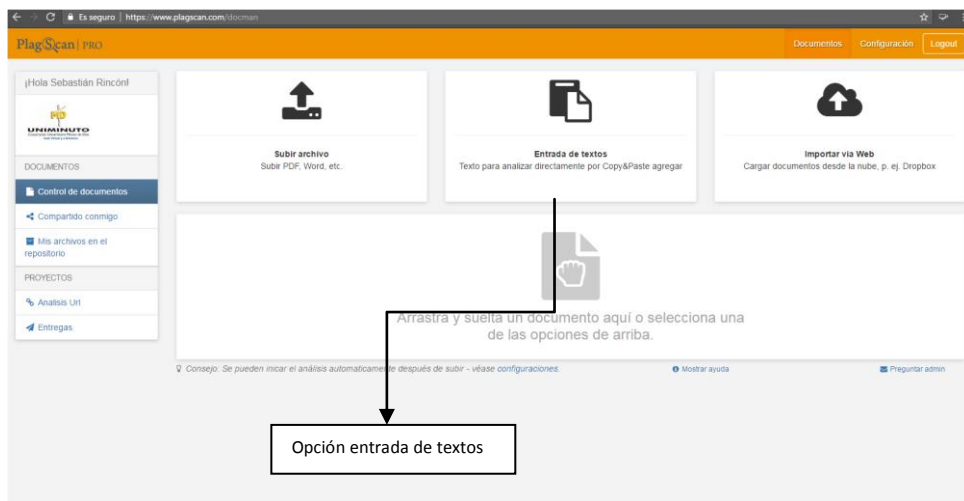 Es seguro | https://www.plagscan.com/docman
PlagScan | PRO
Documentos
Configuración
Logout
¡Hola Sebastián Rincón!
UNIMINUTO
DOCUMENTOS
Control de documentos
Compartido conmigo
Mis archivos en el
repositorio
PROYECTOS
Analisis Url
Entregas
Subir archivo
Subir PDF, Word, etc.
Entrada de textos
Texto para analizar directamente por Copy&Paste agregar
Importar via Web
Cargar documentos desde la nube, p. ej. Dropbox
Arrastra y suelta un documento aquí o selecciona una
de las opciones de arriba.
Consejo: Se pueden inicar el análisis automaticamente después de subir - véase configuraciones.
Mostrar ayuda
Preguntar admin
Opción entrada de textos